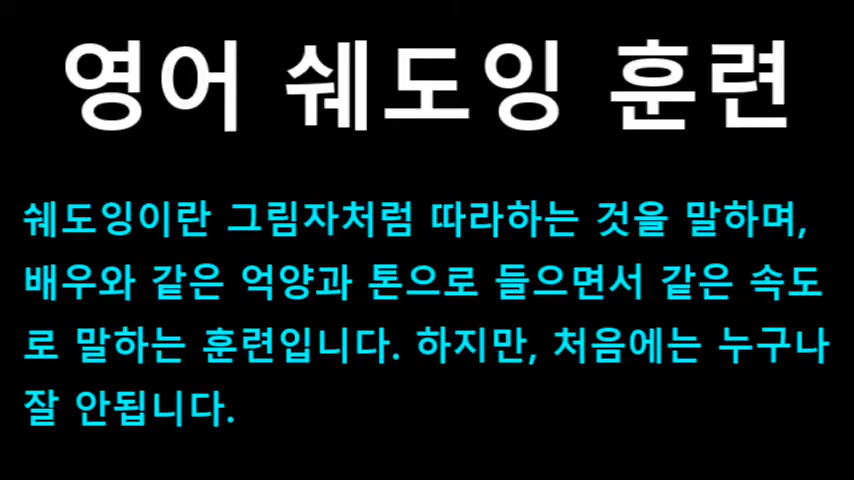 영어 쉐도잉 훈련
쉐도잉이란 그림자처럼 따라하는 것을 말하며,
배우와 같은 억양과 톤으로 들으면서 같은 속도
로 말하는 훈련입니다. 하지만, 처음에는 누구나
잘 안됩니다.